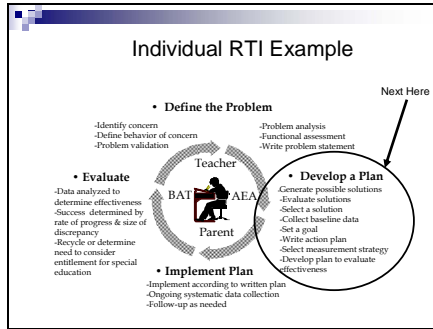 Individual RTI Example
Next Here
• Define the Problem
-Identify concern
-Define behavior of concern
-Problem validation
-Problem analysis
-Functional assessment
-Write problem statement
Teacher
BAT
AEA
Parent
• Develop a Plan
-Generate possible solutions
-Evaluate solutions
-Select a solution
-Collect baseline data
-Set a goal
-Write action plan
-Select measurement strategy
-Develop plan to evaluate
effectiveness
• Implement Plan
-Implement according to written plan
-Ongoing systematic data collection
-Follow-up as needed
• Evaluate
-Data analyzed to
determine effectiveness
-Success determined by
rate of progress & size of
discrepancy
-Recycle or determine
need to consider
entitlement for special
education